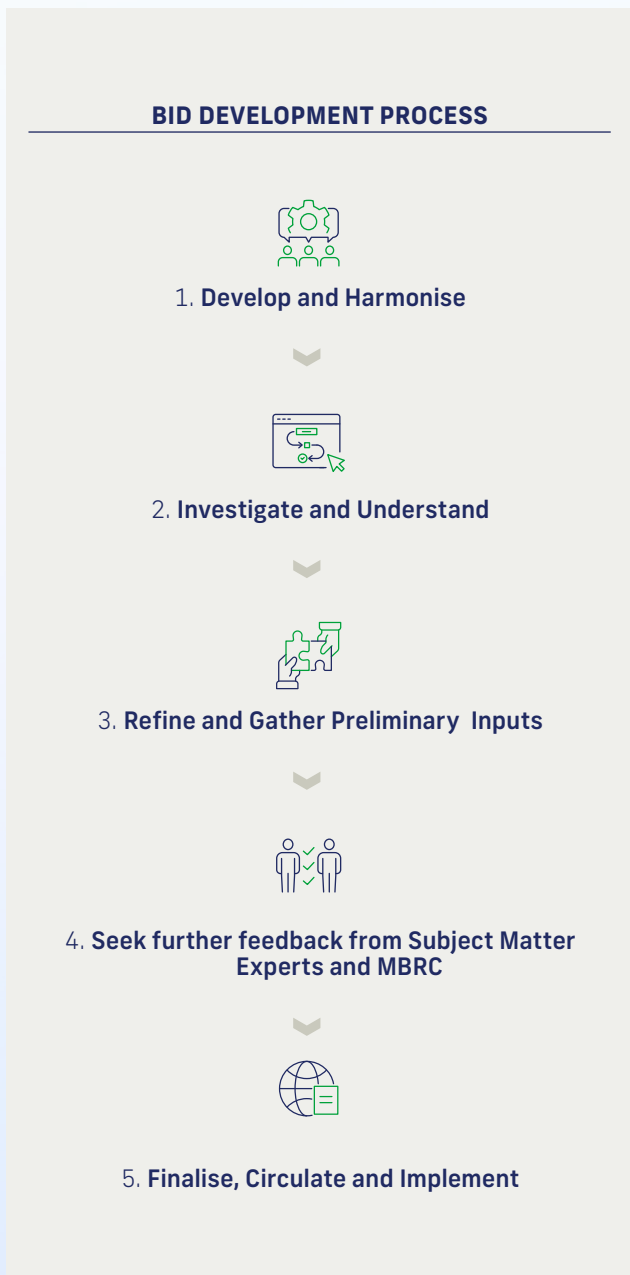 BID DEVELOPMENT PROCESS
1. Develop and Harmonise
2. Investigate and Understand
3. Refine and Gather Preliminary  Inputs
4. Seek further feedback from Subject Matter
Experts and MBRC
5. Finalise, Circulate and Implement